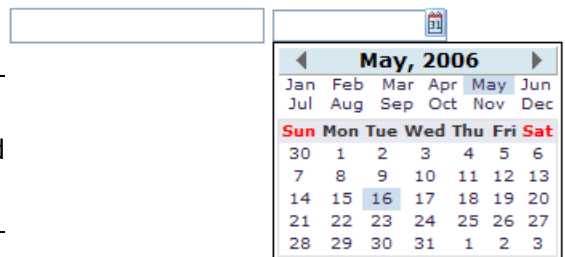 31
May, 2006
Jan Feb Mar Apr May Jun
Jul Aug Sep Oct Nov Dec
Sun Mon Tue Wed Thu Fri Sat
30 1 2 3 4 5 6
7 8 9 10 11 12 13
14 15 16 17 18 19 20
21 22 23 24 25 26 27
28 29 30 31 1 2 3